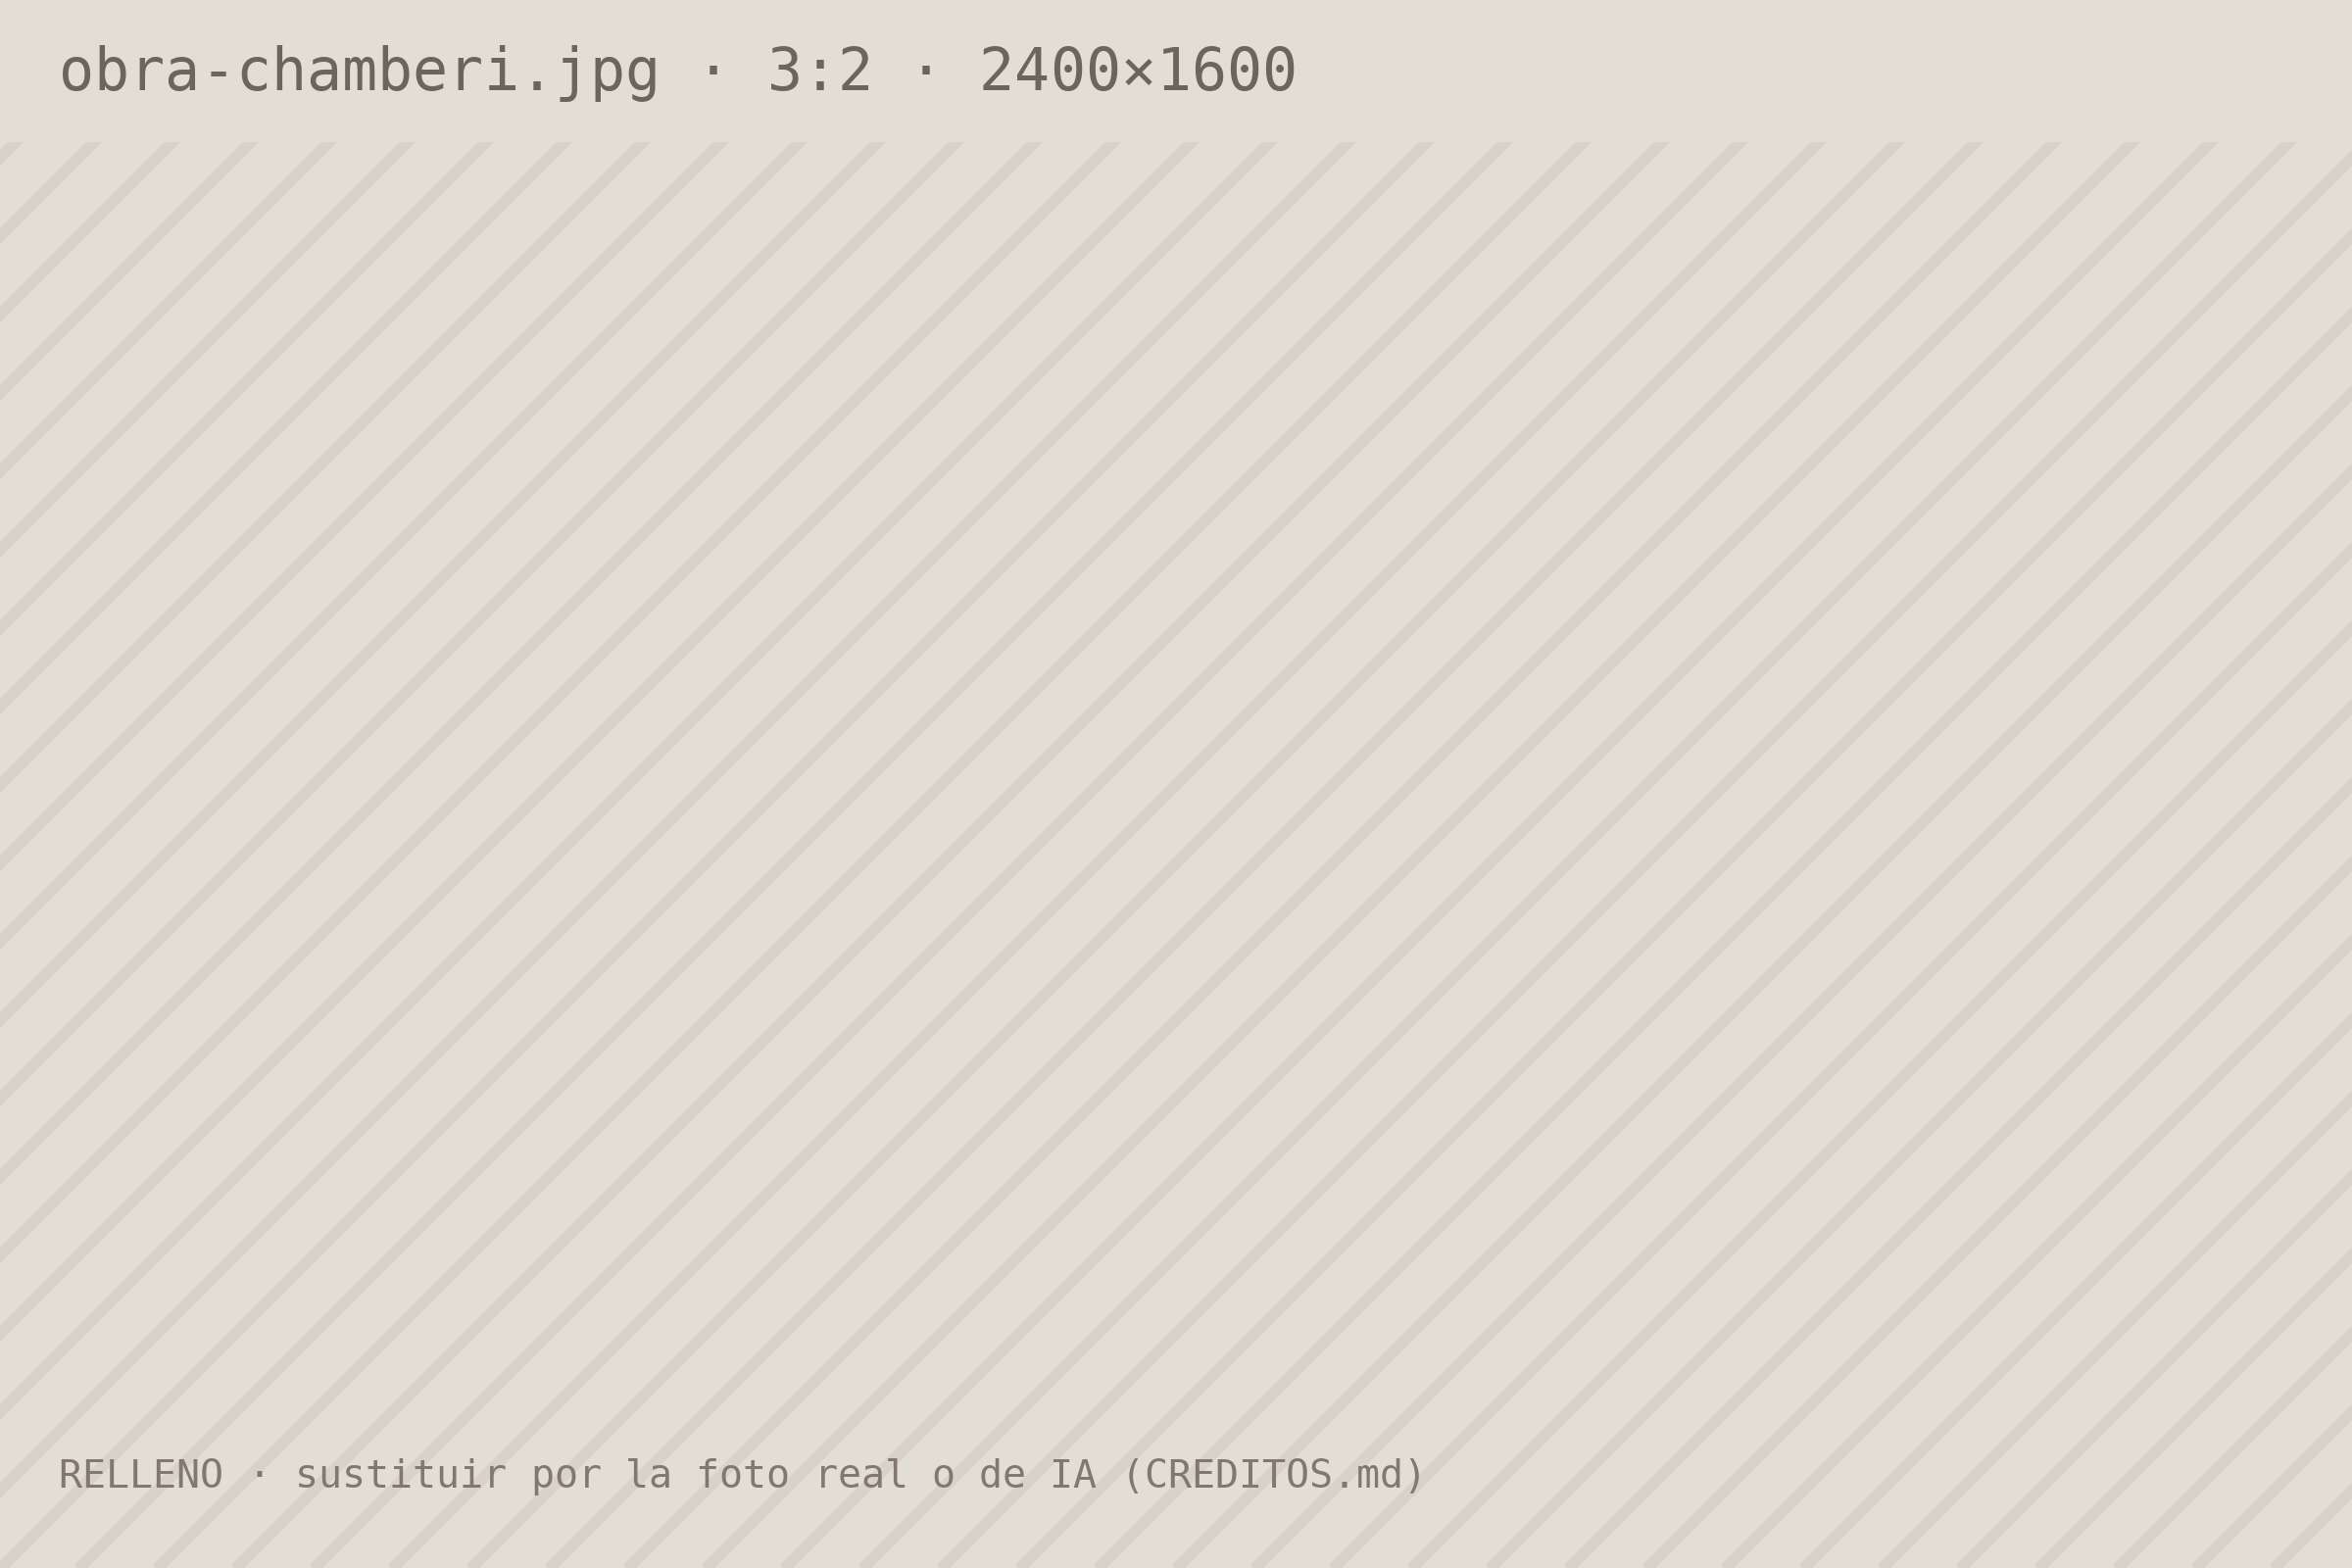 obra-chamberi.jpg · 3:2 · 2400×1600
RELLENO · sustituir por la foto real o de IA (CREDITOS.md)